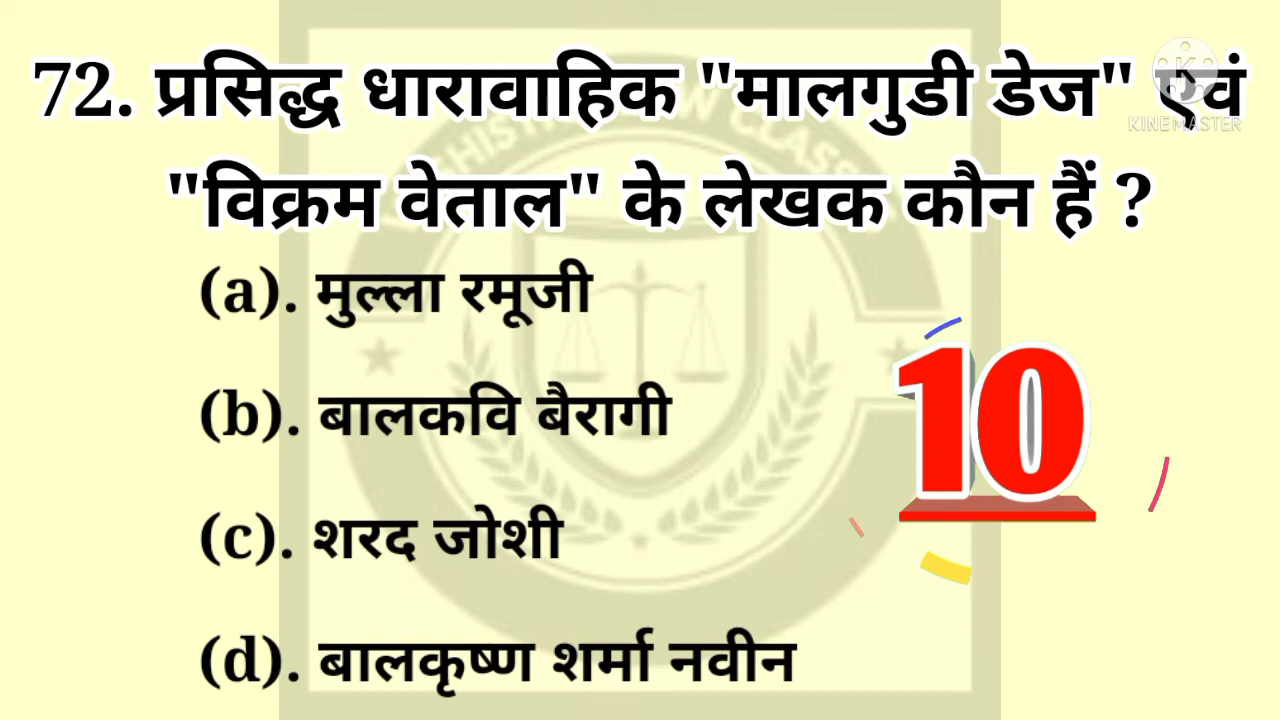 72. प्रसिद्ध धारावाहिक "मालगुडी डेज" एवं
KINEMASTER
"विक्रम वेताल" के लेखक कौन हैं ?
(a). मुल्ला रमूजी
(b). बालकवि बैरागी
10
(c). शरद जोशी
(d). बालकृष्ण शर्मा नवीन